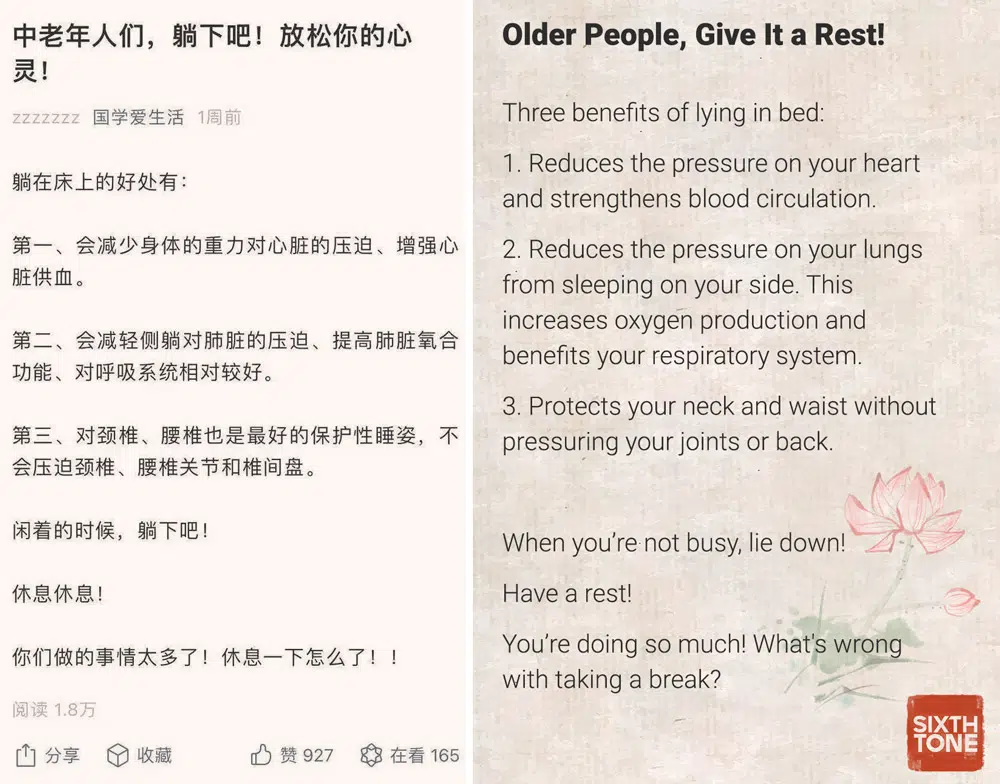 中老年人们，躺下吧！放松你的心
灵！
zzzzzzz 国学爱生活 1周前
躺在床上的好处有：
第一、会减少身体的重力对心脏的压迫、增强心
脏供血。
第二、会减轻侧躺对肺脏的压迫、提高肺脏氧合
功能、对呼吸系统相对较好。
第三、对颈椎、腰椎也是最好的保护性睡姿，不
会压迫颈椎、腰椎关节和椎间盘。
闲着的时候，躺下吧！
休息休息！
你们做的事情太多了！休息一下怎么了！！
阅读 1.8万
分享 收藏 赞 927 在看 165
Older People, Give It a Rest!
Three benefits of lying in bed:
1. Reduces the pressure on your heart
and strengthens blood circulation.
2. Reduces the pressure on your lungs
from sleeping on your side. This
increases oxygen production and
benefits your respiratory system.
3. Protects your neck and waist without
pressuring your joints or back.
When you’re not busy, lie down!
Have a rest!
You’re doing so much! What's wrong
with taking a break?
SIXTH
TONE